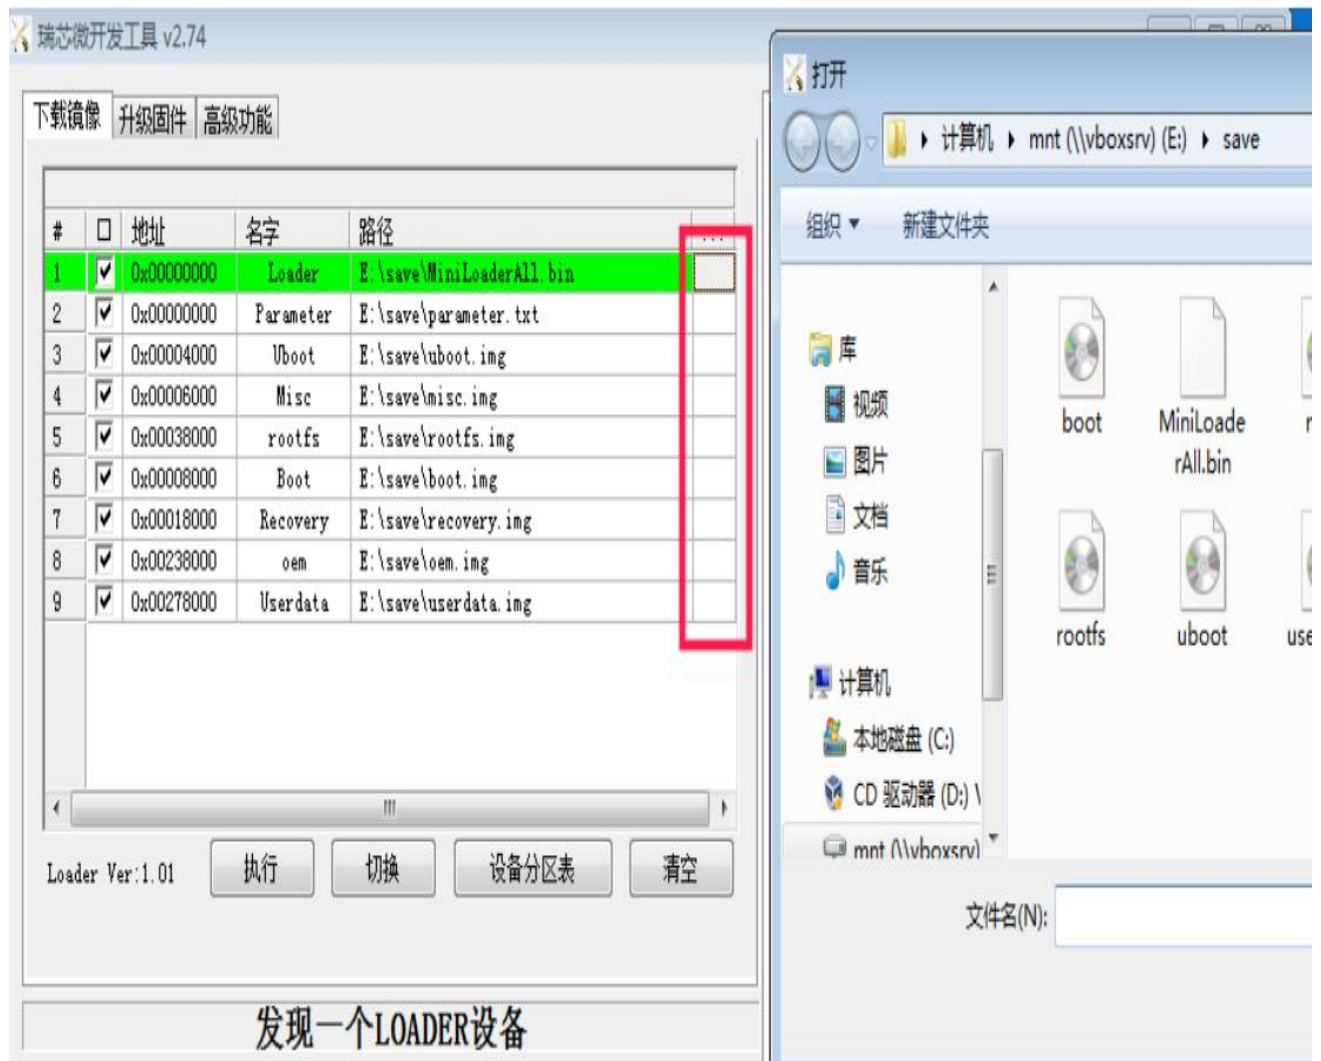 瑞芯微开发工具 v2.74
下载镜像 升级固件 高级功能
# 地址 名字 路径 ...
1 0x00000000 Loader E:\save\MiniLoaderAll.bin
2 0x00000000 Parameter E:\save\parameter.txt
3 0x00004000 Uboot E:\save\uboot.img
4 0x00006000 Misc E:\save\misc.img
5 0x00038000 rootfs E:\save\rootfs.img
6 0x00008000 Boot E:\save\boot.img
7 0x00018000 Recovery E:\save\recovery.img
8 0x00238000 oem E:\save\oem.img
9 0x00278000 Userdata E:\save\userdata.img
Loader Ver:1.01 执行 切换 设备分区表 清空
发现一个LOADER设备
打开
计算机 mnt (\\vboxsrv) (E:) save
组织 新建文件夹
库
视频
图片
文档
音乐
计算机
本地磁盘 (C:)
CD 驱动器 (D:) \
mnt (\\vboxsrv)
boot MiniLoade
rAll.bin
rootfs uboot use
文件名(N):